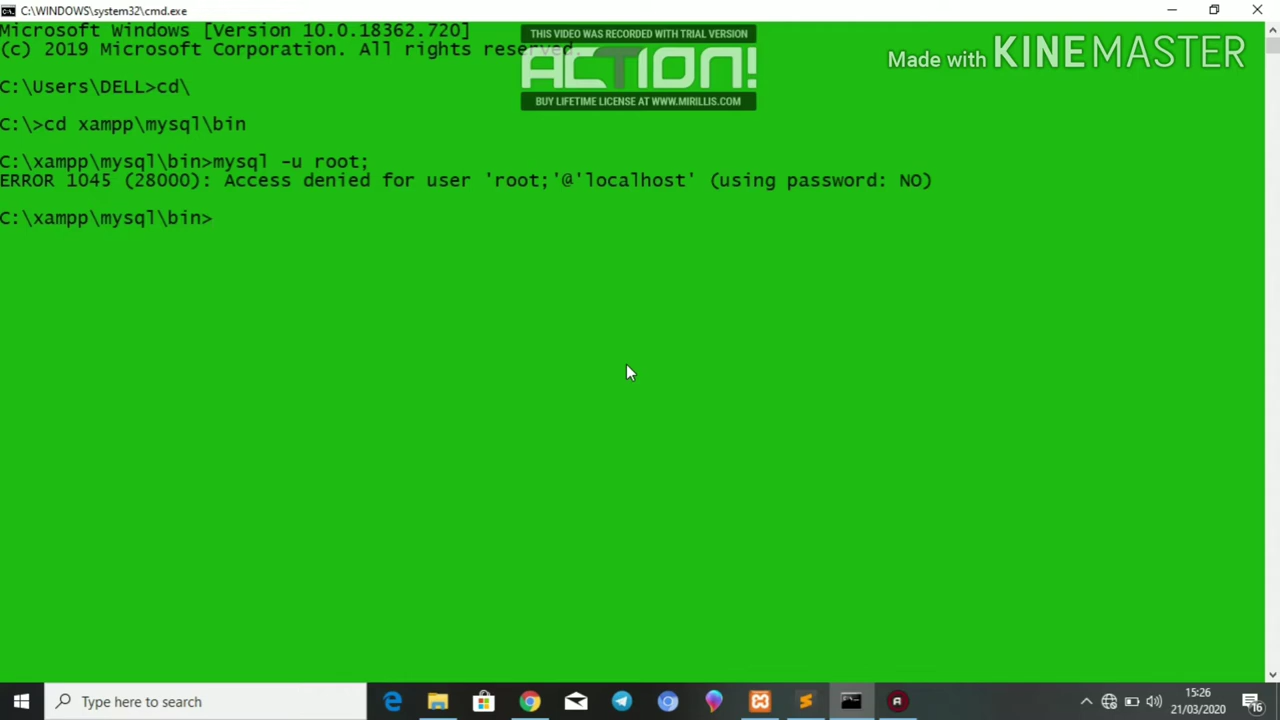 C:\WINDOWS\system32\cmd.exe
Microsoft Windows [Version 10.0.18362.720]
(c) 2019 Microsoft Corporation. All rights reserved.
THIS VIDEO WAS RECORDED WITH TRIAL VERSION
ACTION!
BUY LIFETIME LICENSE AT WWW.MIRILLIS.COM
Made with KINEMASTER
C:\Users\DELL>cd\
C:\>cd xampp\mysql\bin
C:\xampp\mysql\bin>mysql -u root;
ERROR 1045 (28000): Access denied for user 'root;'@'localhost' (using password: NO)
C:\xampp\mysql\bin>
Type here to search
15:26
21/03/2020
16